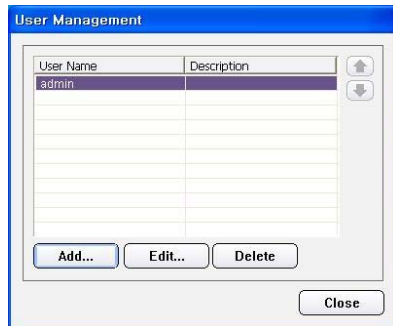 User Management
User Name Description
admin
Add... Edit... Delete
Close